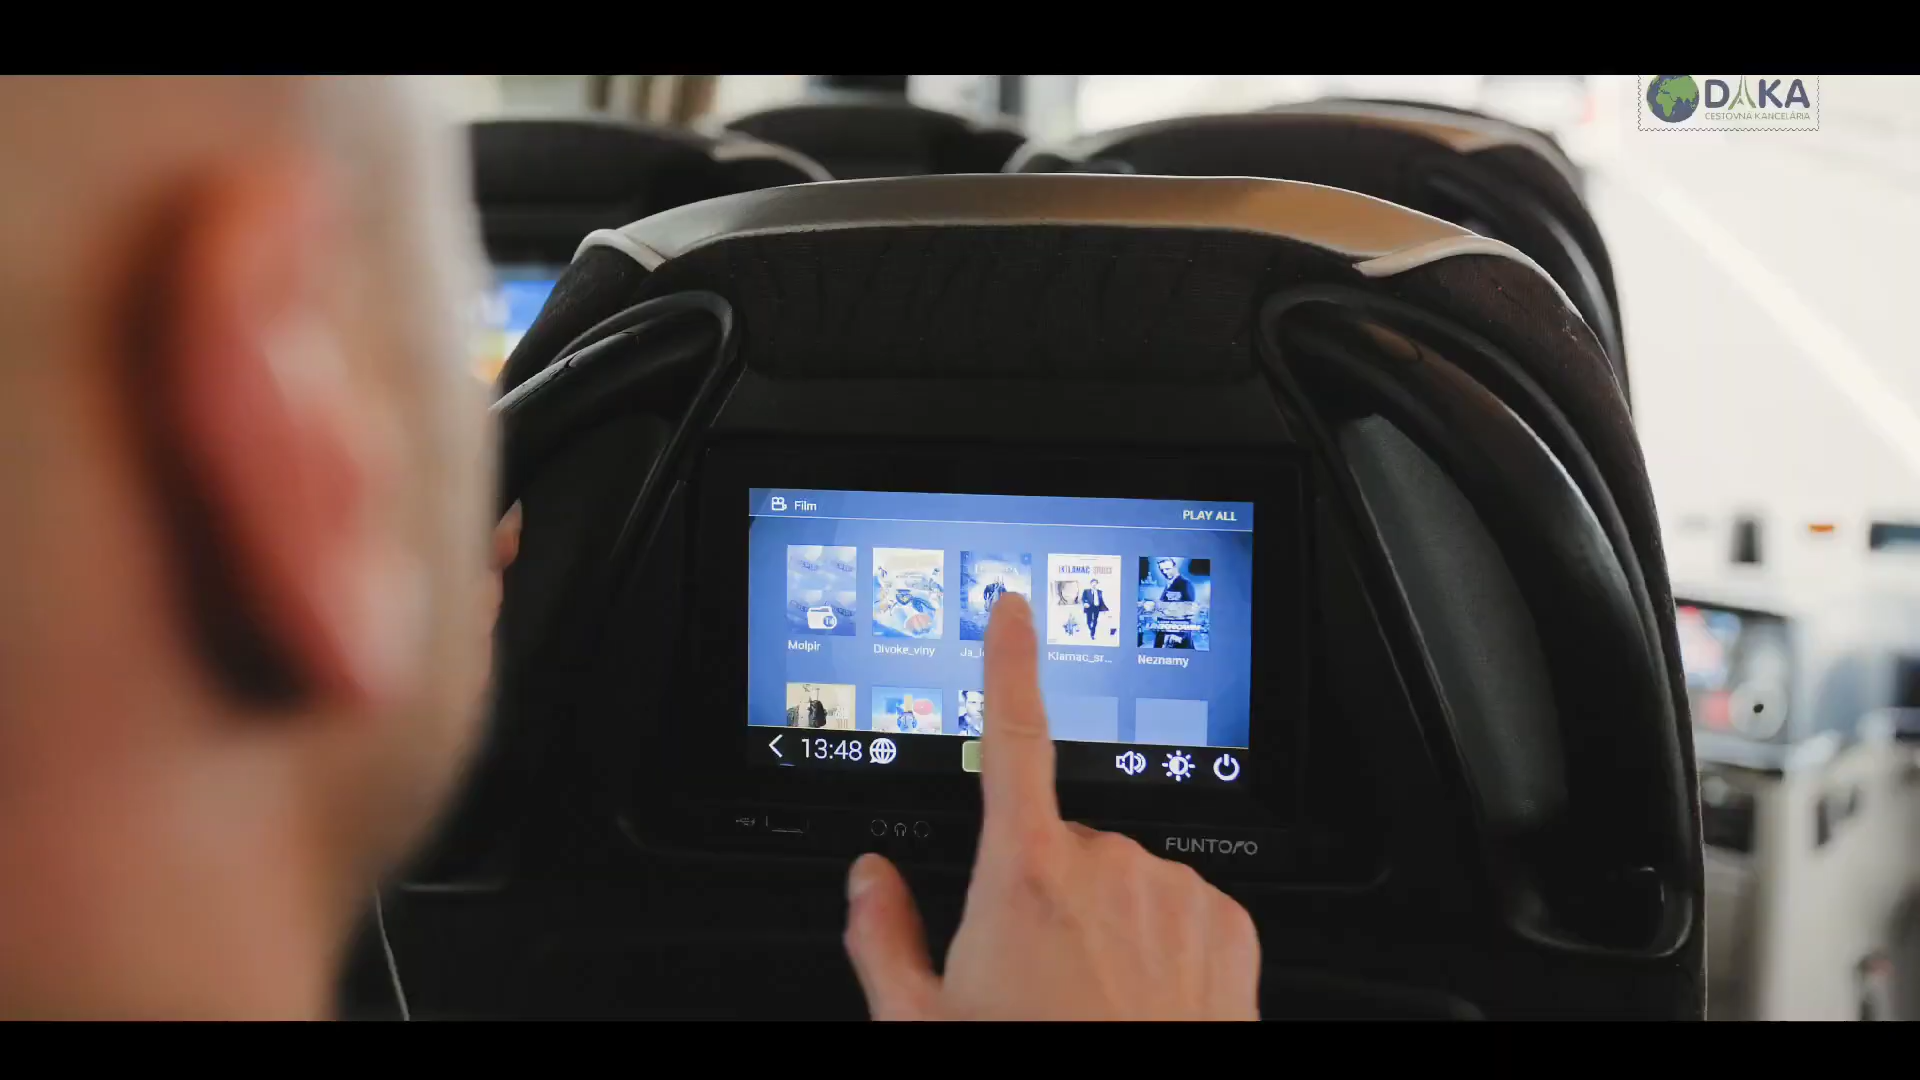 DAKA
CESTOVNÁ KANCELÁRIA
Film
PLAY ALL
Molpir
Divoke_viny
Klamac_sr...
Neznamy
13:48
FUNTORO